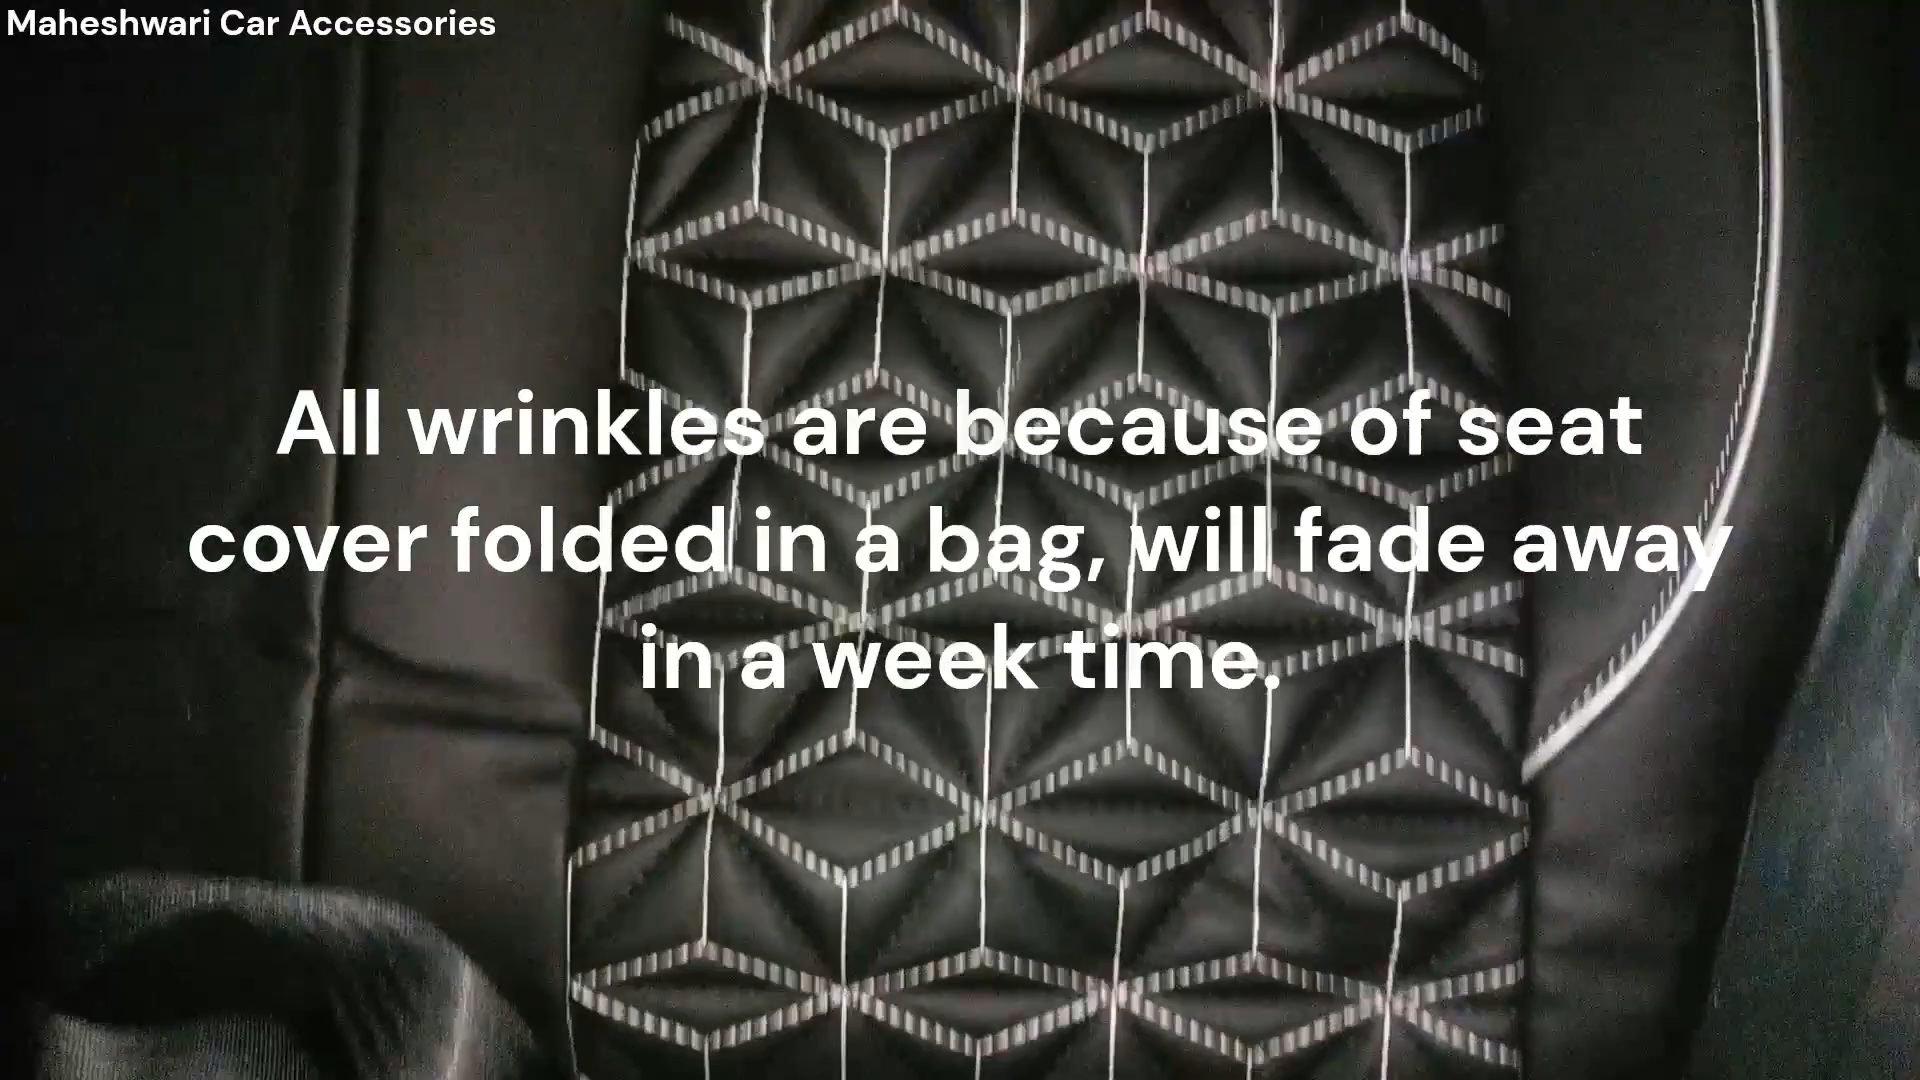 Maheshwari Car Accessories
All wrinkles are because of seat
cover folded in a bag, will fade away
in a week time.